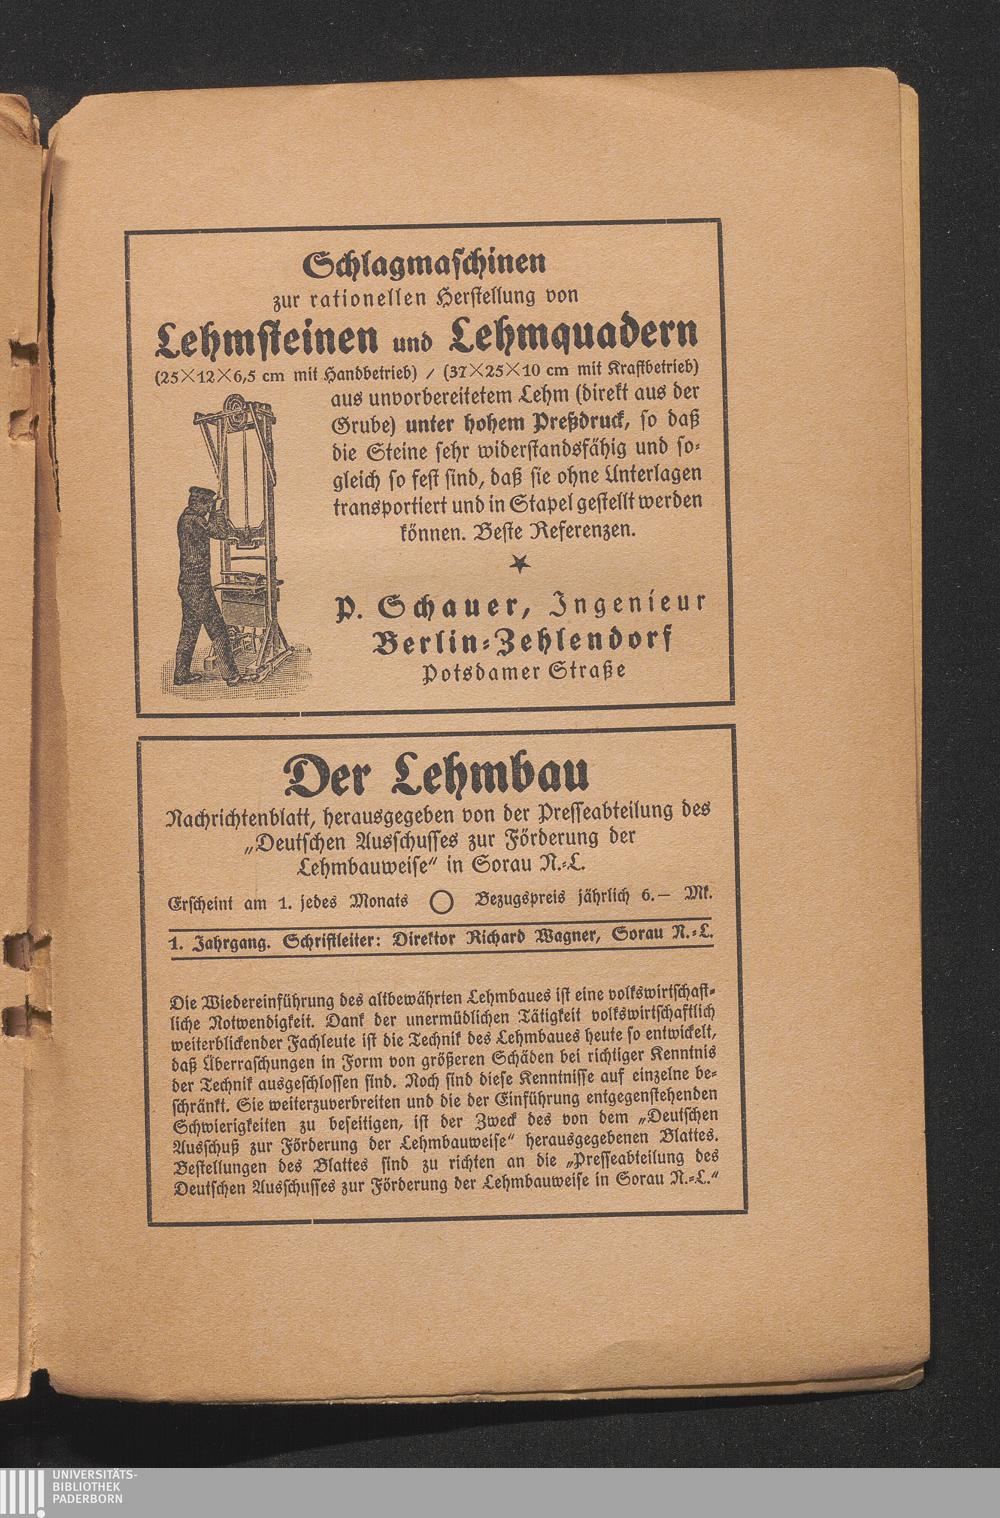 Schlagmaschinen
zur rationellen Herstellung von
Lehmsteinen und Lehmquadern
(25×12×6,5 cm mit Handbetrieb) / (37×25×10 cm mit Kraftbetrieb)
aus unvorbereitetem Lehm (direkt aus der
Grube) unter hohem Preßdruck, so daß
die Steine sehr widerstandsfähig und so-
gleich so fest sind, daß sie ohne Unterlagen
transportiert und in Stapel gestellt werden
können. Beste Referenzen.
P. Schauer, Ingenieur
Berlin-Zehlendorf
Potsdamer Straße
Der Lehmbau
Nachrichtenblatt, herausgegeben von der Presseabteilung des
„Deutschen Ausschusses zur Förderung der
Lehmbauweise“ in Sorau N.-L.
Erscheint am 1. jedes Monats Bezugspreis jährlich 6.— Mk.
1. Jahrgang. Schriftleiter: Direktor Richard Wagner, Sorau N.-L.
Die Wiedereinführung des altbewährten Lehmbaues ist eine volkswirtschaft-
liche Notwendigkeit. Dank der unermüdlichen Tätigkeit volkswirtschaftlich
weiterblickender Fachleute ist die Technik des Lehmbaues heute so entwickelt,
daß Überraschungen in Form von größeren Schäden bei richtiger Kenntnis
der Technik ausgeschlossen sind. Noch sind diese Kenntnisse auf einzelne be-
schränkt. Sie weiterzuverbreiten und die der Einführung entgegenstehenden
Schwierigkeiten zu beseitigen, ist der Zweck des von dem „Deutschen
Ausschuß zur Förderung der Lehmbauweise“ herausgegebenen Blattes.
Bestellungen des Blattes sind zu richten an die „Presseabteilung des
Deutschen Ausschusses zur Förderung der Lehmbauweise in Sorau N.-L.“
UNIVERSITÄTS-
BIBLIOTHEK
PADERBORN